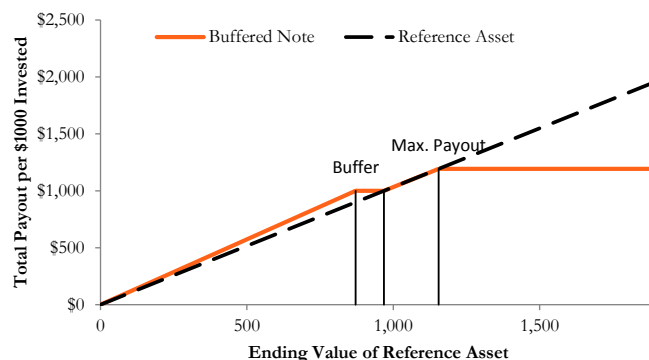 $2,500
Buffered Note
Reference Asset
$2,000
$1,500
Max. Payout
Buffer
$1,000
$500
$0
0
500
1,000
1,500
Total Payout per $1000 Invested
Ending Value of Reference Asset